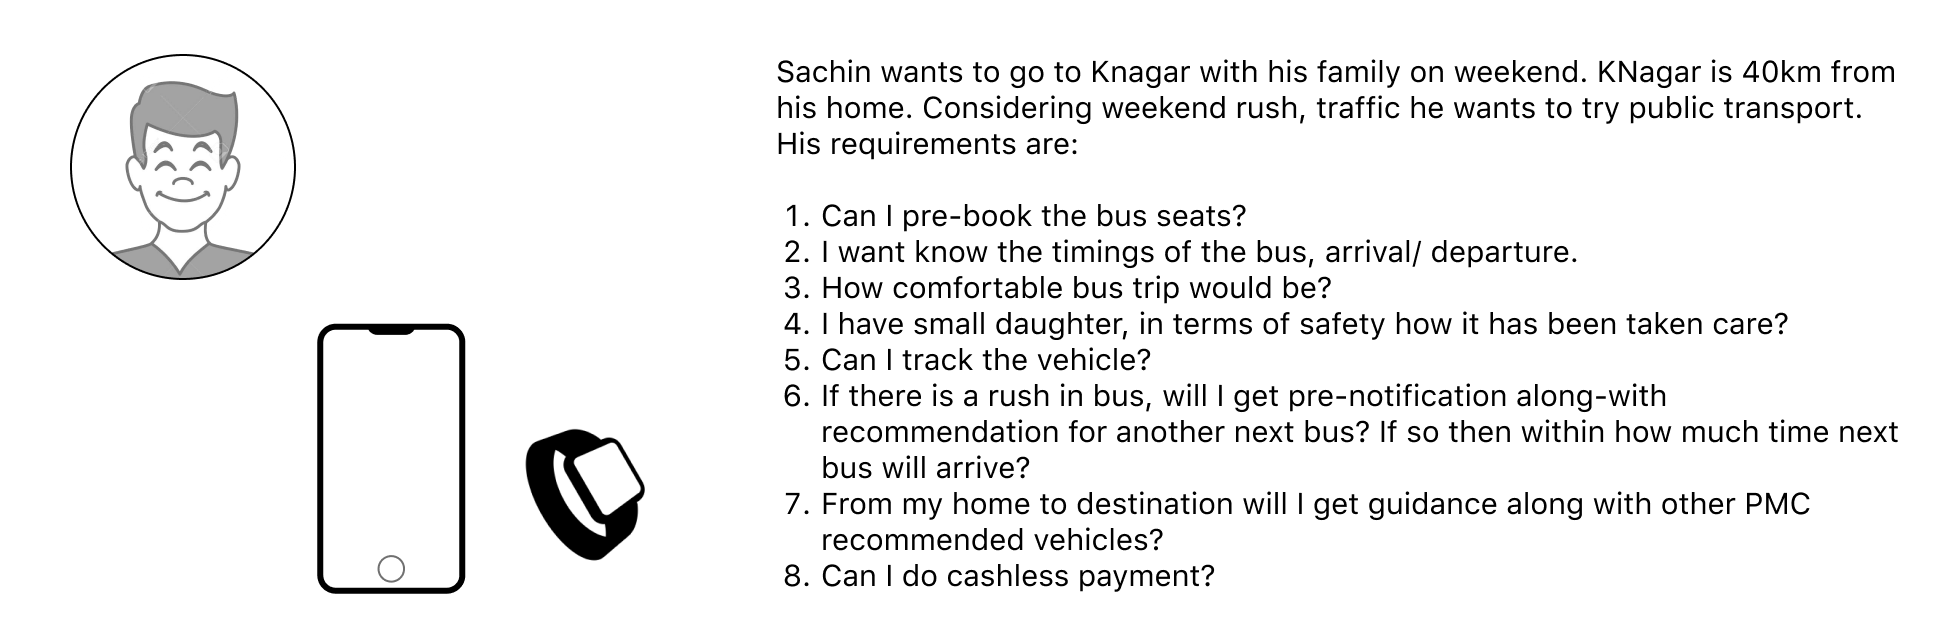 Sachin wants to go to Knagar with his family on weekend. KNagar is 40km from
his home. Considering weekend rush, traffic he wants to try public transport.
His requirements are:
1. Can I pre-book the bus seats?
2. I want know the timings of the bus, arrival/ departure.
3. How comfortable bus trip would be?
4. I have small daughter, in terms of safety how it has been taken care?
5. Can I track the vehicle?
6. If there is a rush in bus, will I get pre-notification along-with
recommendation for another next bus? If so then within how much time next
bus will arrive?
7. From my home to destination will I get guidance along with other PMC
recommended vehicles?
8. Can I do cashless payment?